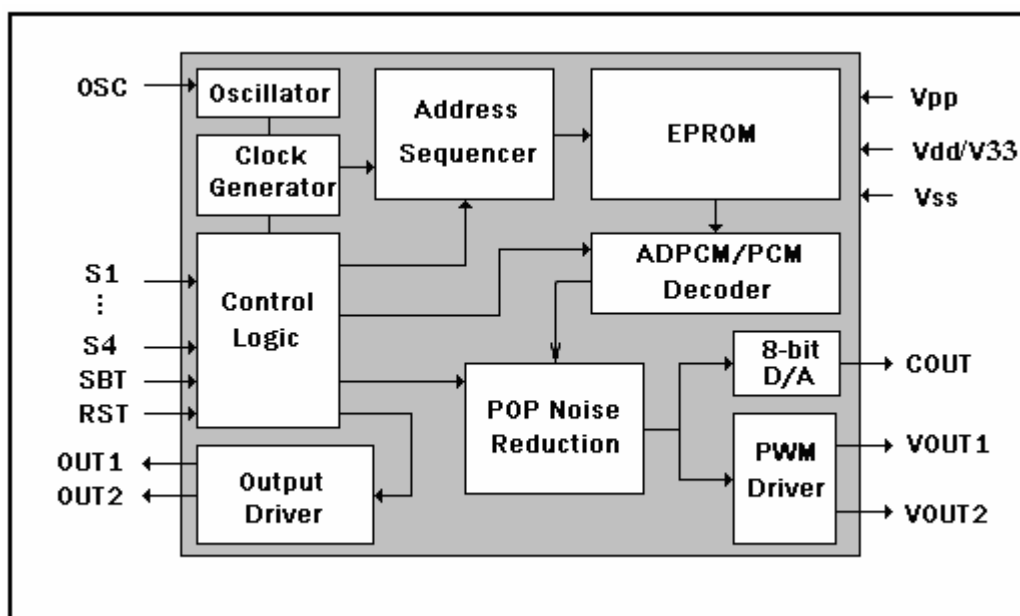 OSC
Oscillator
Clock
Generator
Address
Sequencer
EPROM
Vpp
Vdd/V33
Vss
S1
⋮
S4
SBT
RST
Control
Logic
ADPCM/PCM
Decoder
POP Noise
Reduction
8-bit
D/A
COUT
PWM
Driver
VOUT1
VOUT2
OUT1
OUT2
Output
Driver